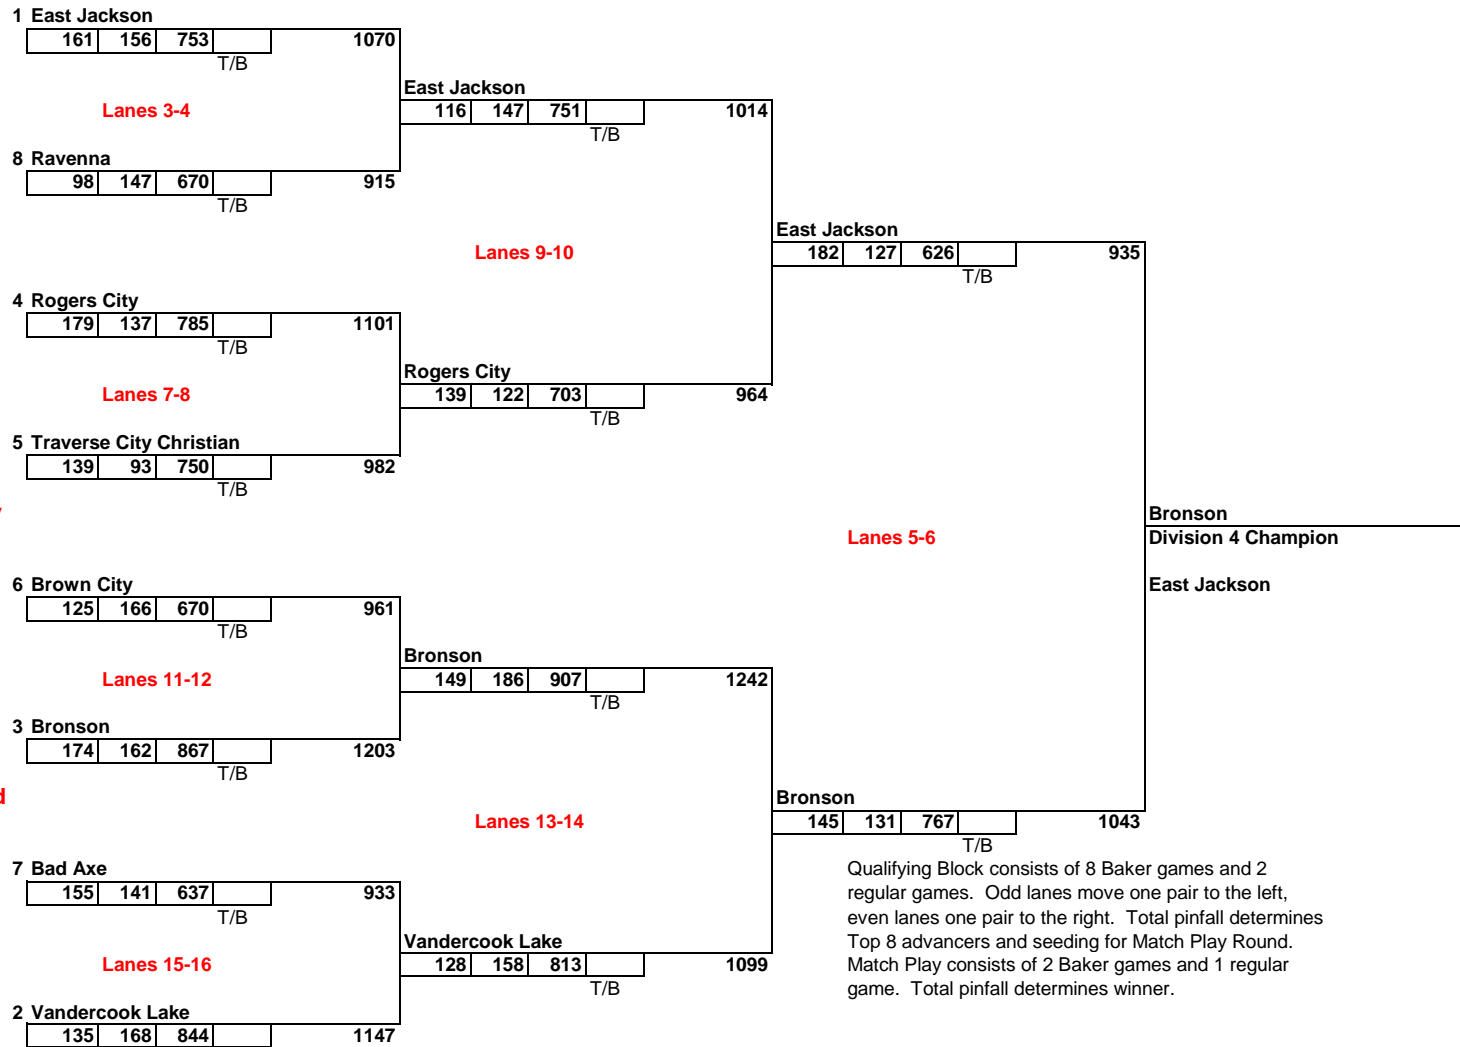 1 East Jackson
161 156 753 1070
T/B
East Jackson
Lanes 3-4
116 147 751 1014
T/B
8 Ravenna
98 147 670 915
T/B
East Jackson
Lanes 9-10
182 127 626 935
T/B
4 Rogers City
179 137 785 1101
T/B
Rogers City
Lanes 7-8
139 122 703 964
T/B
5 Traverse City Christian
139 93 750 982
T/B
Bronson
Lanes 5-6
Division 4 Champion
6 Brown City
East Jackson
125 166 670 961
T/B
Bronson
Lanes 11-12
149 186 907 1242
T/B
3 Bronson
174 162 867 1203
T/B
Bronson
Lanes 13-14
145 131 767 1043
T/B
7 Bad Axe
155 141 637 933
T/B
Vandercook Lake
Lanes 15-16
128 158 813 1099
T/B
2 Vandercook Lake
135 168 844 1147
Qualifying Block consists of 8 Baker games and 2
regular games. Odd lanes move one pair to the left,
even lanes one pair to the right. Total pinfall determines
Top 8 advancers and seeding for Match Play Round.
Match Play consists of 2 Baker games and 1 regular
game. Total pinfall determines winner.